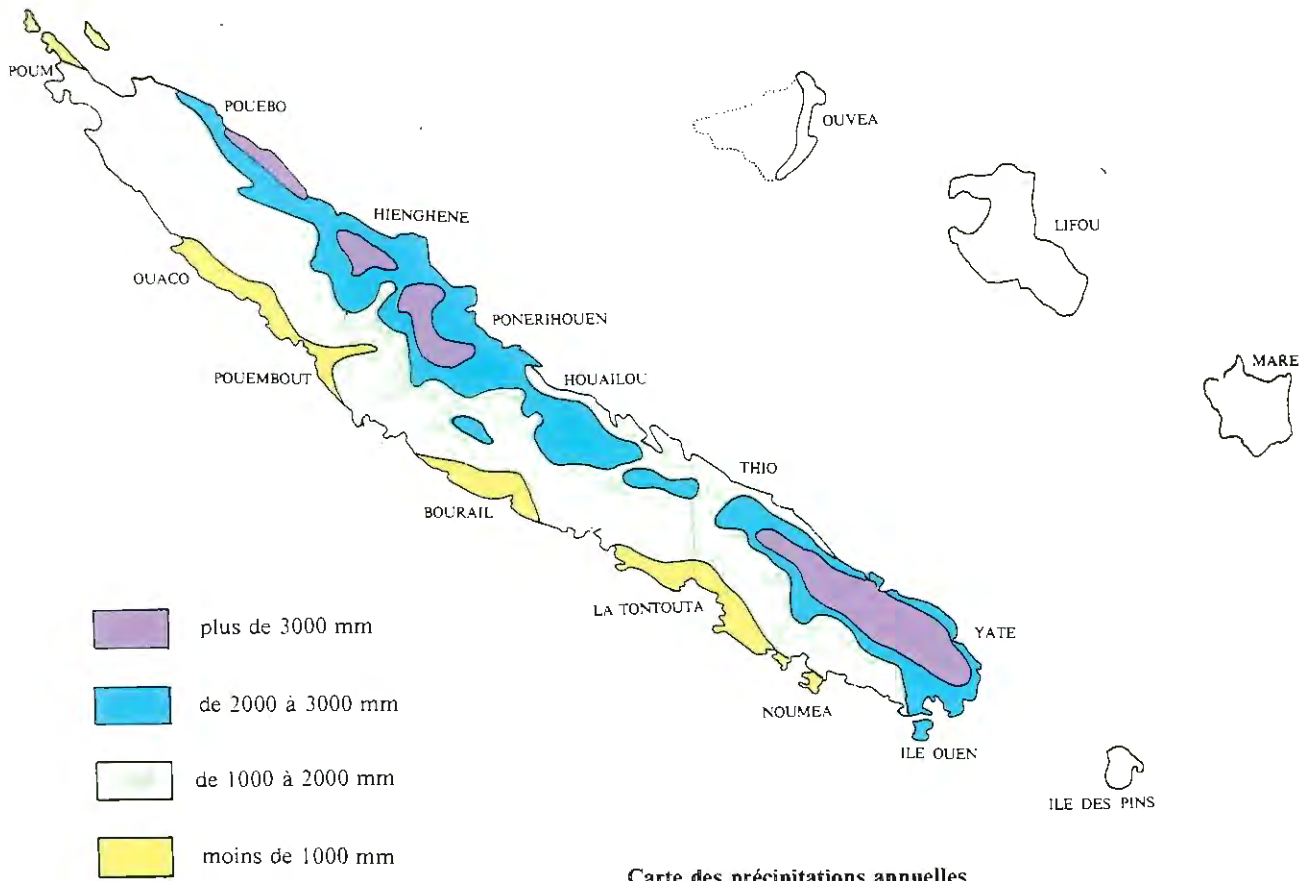 POUM
POUEBO
OUVEA
HIENGHENE
LIFOU
OUACO
PONERIHOUEN
MARE
POUEMBOUT
HOUAILOU
THIO
BOURAIL
LA TONTOUTA
YATE
NOUMEA
ILE OUEN
ILE DES PINS
plus de 3000 mm
de 2000 à 3000 mm
de 1000 à 2000 mm
moins de 1000 mm
Carte des précipitations annuelles